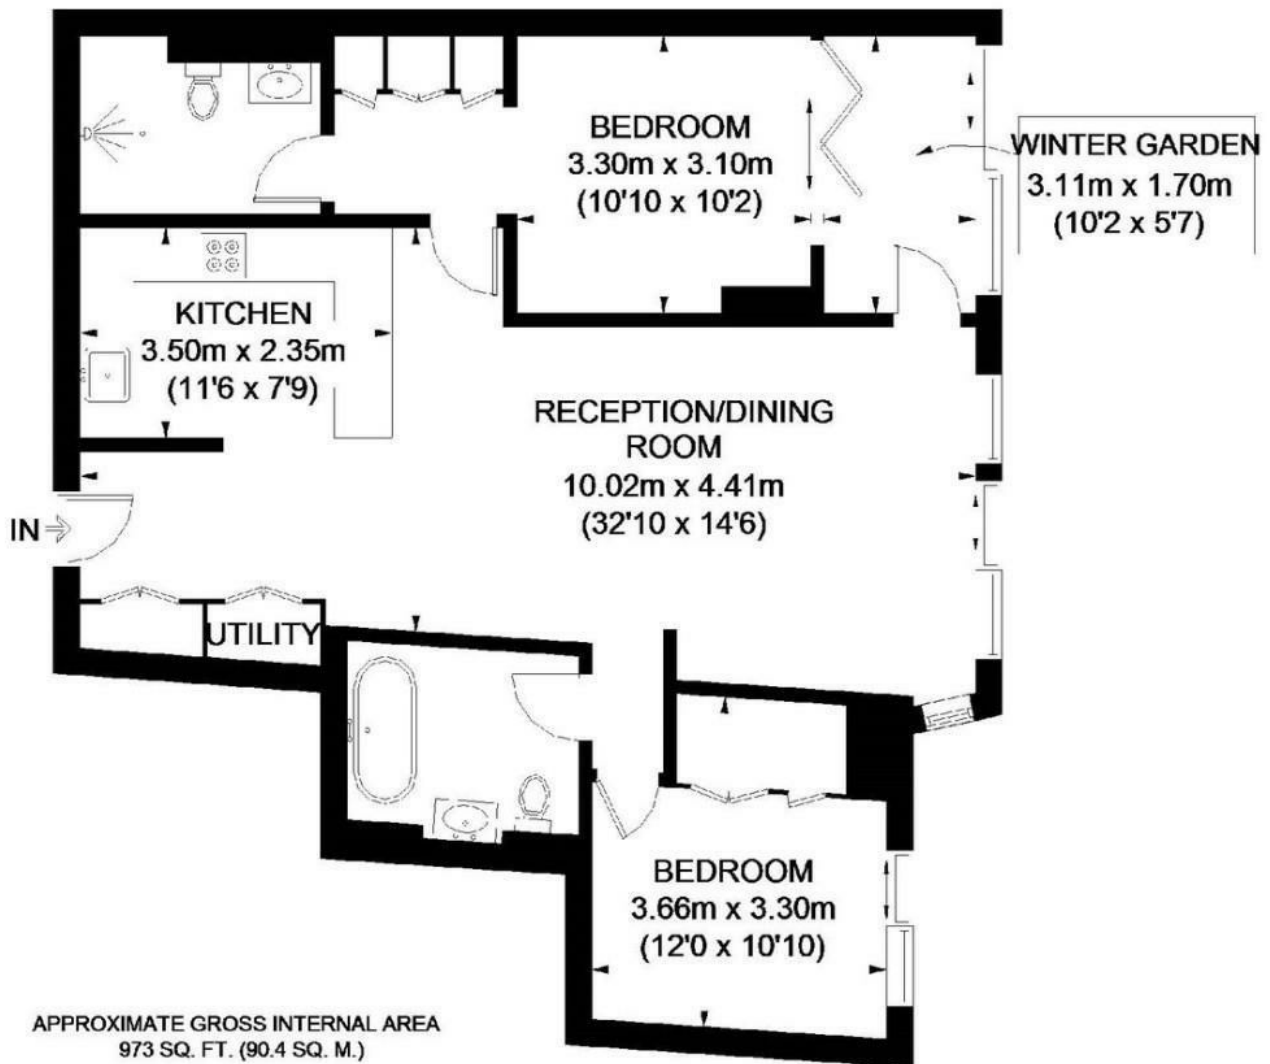 BEDROOM
3.30m x 3.10m
(10'10 x 10'2)
WINTER GARDEN
3.11m x 1.70m
(10'2 x 5'7)
KITCHEN
3.50m x 2.35m
(11'6 x 7'9)
RECEPTION/DINING
ROOM
10.02m x 4.41m
(32'10 x 14'6)
IN
UTILITY
BEDROOM
3.66m x 3.30m
(12'0 x 10'10)
APPROXIMATE GROSS INTERNAL AREA
973 SQ. FT. (90.4 SQ. M.)